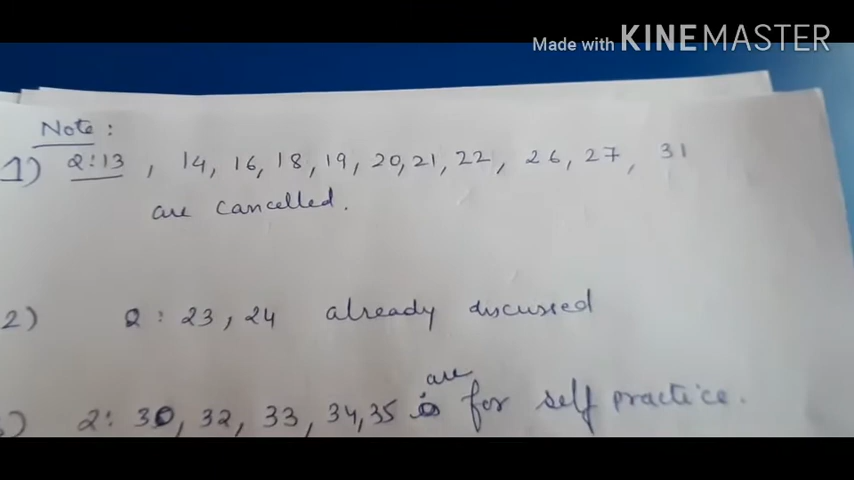 Made with KINEMASTER
Note :
1) Q:13, 14, 16, 18, 19, 20, 21, 22, 26, 27, 31
are cancelled.
2) Q : 23, 24 already discussed
are
) Q: 30, 32, 33, 34, 35 for self practice.